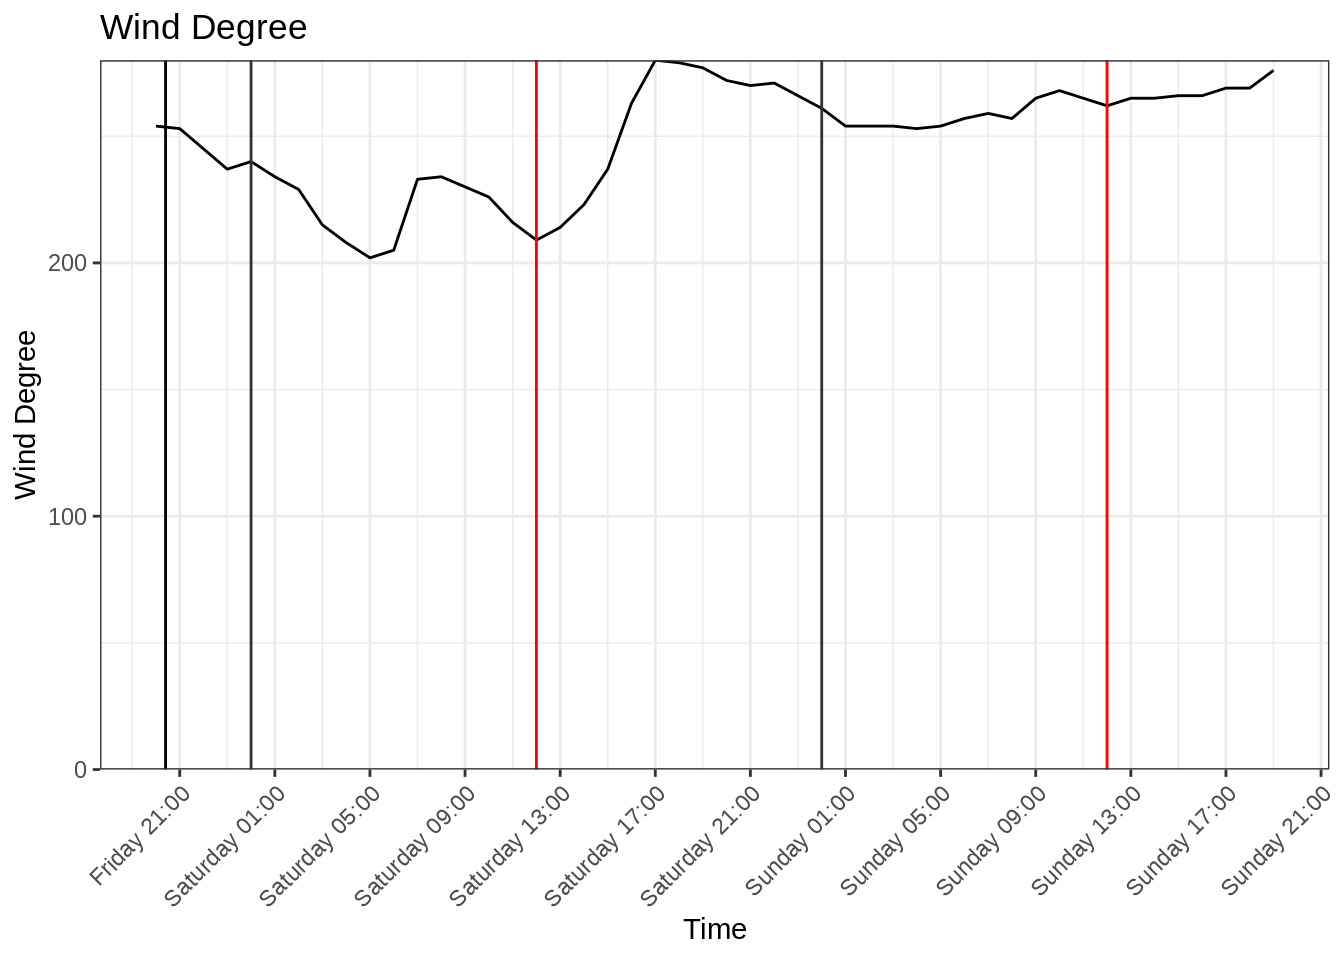 Wind Degree
Wind Degree
200
100
0
Friday 21:00
Saturday 01:00
Saturday 05:00
Saturday 09:00
Saturday 13:00
Saturday 17:00
Saturday 21:00
Sunday 01:00
Sunday 05:00
Sunday 09:00
Sunday 13:00
Sunday 17:00
Sunday 21:00
Time